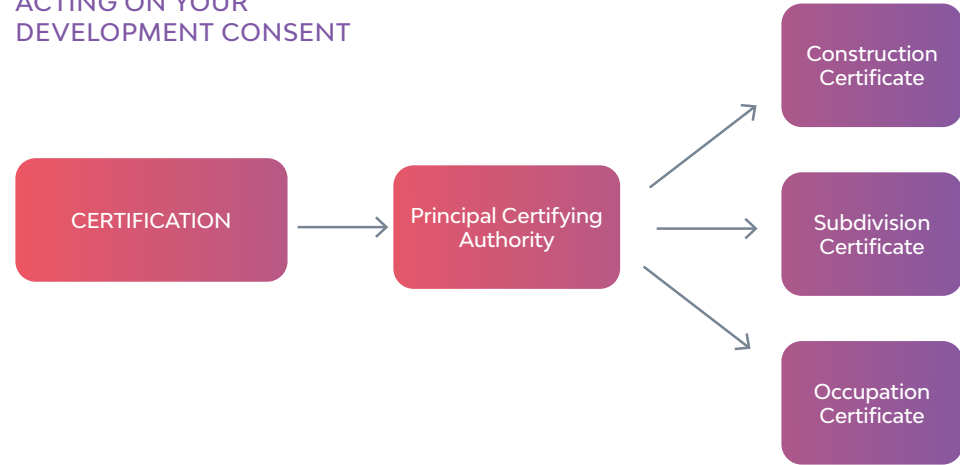 ACTING ON YOUR
DEVELOPMENT CONSENT
CERTIFICATION
Principal Certifying
Authority
Construction
Certificate
Subdivision
Certificate
Occupation
Certificate